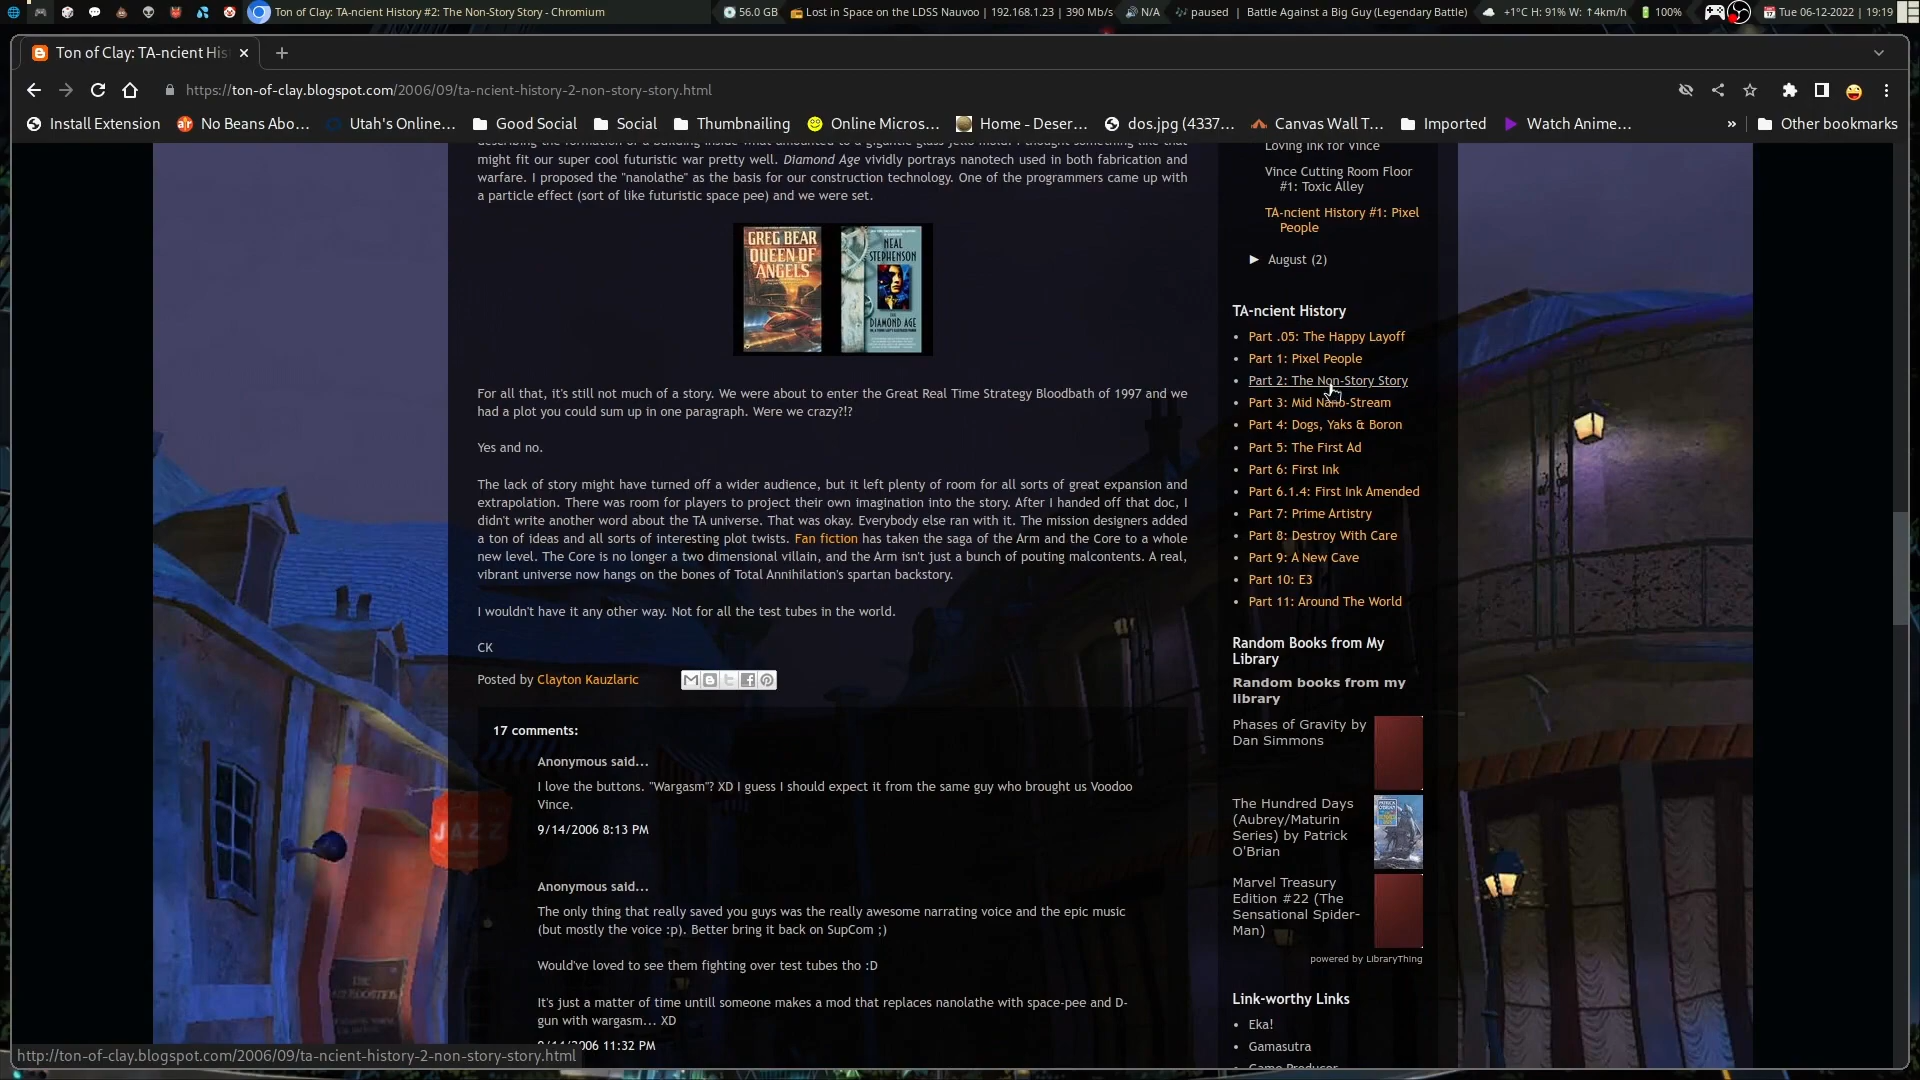 Ton of Clay: TA-ncient History #2: The Non-Story Story - Chromium
56.0 GB
Lost in Space on the LDSS Nauvoo | 192.168.1.23 | 390 Mb/s
N/A
paused | Battle Against a Big Guy (Legendary Battle)
+1°C H: 91% W: ↑4km/h
100%
Tue 06-12-2022 | 19:19
Ton of Clay: TA-ncient His
https://ton-of-clay.blogspot.com/2006/09/ta-ncient-history-2-non-story-story.html
Install Extension
No Beans Abo...
Utah's Online...
Good Social
Social
Thumbnailing
Online Micros...
Home - Deser...
dos.jpg (4337...
Canvas Wall T...
Imported
Watch Anime...
»
Other bookmarks
might fit our super cool futuristic war pretty well. Diamond Age vividly portrays nanotech used in both fabrication and
warfare. I proposed the "nanolathe" as the basis for our construction technology. One of the programmers came up with
a particle effect (sort of like futuristic space pee) and we were set.
GREG BEAR
QUEEN OF
ANGELS
NEAL
STEPHENSON
DIAMOND AGE
For all that, it's still not much of a story. We were about to enter the Great Real Time Strategy Bloodbath of 1997 and we
had a plot you could sum up in one paragraph. Were we crazy?!?
Yes and no.
The lack of story might have turned off a wider audience, but it left plenty of room for all sorts of great expansion and
extrapolation. There was room for players to project their own imagination into the story. After I handed off that doc, I
didn't write another word about the TA universe. That was okay. Everybody else ran with it. The mission designers added
a ton of ideas and all sorts of interesting plot twists. Fan fiction has taken the saga of the Arm and the Core to a whole
new level. The Core is no longer a two dimensional villain, and the Arm isn't just a bunch of pouting malcontents. A real,
vibrant universe now hangs on the bones of Total Annihilation's spartan backstory.
I wouldn't have it any other way. Not for all the test tubes in the world.
CK
Posted by Clayton Kauzlaric
17 comments:
Anonymous said...
I love the buttons. "Wargasm"? XD I guess I should expect it from the same guy who brought us Voodoo
Vince.
9/14/2006 8:13 PM
Anonymous said...
The only thing that really saved you guys was the really awesome narrating voice and the epic music
(but mostly the voice :p). Better bring it back on SupCom ;)
Would've loved to see them fighting over test tubes tho :D
It's just a matter of time untill someone makes a mod that replaces nanolathe with space-pee and D-
gun with wargasm... XD
9/14/2006 11:32 PM
Loving Ink for Vince
Vince Cutting Room Floor
#1: Toxic Alley
TA-ncient History #1: Pixel
People
► August (2)
TA-ncient History
Part .05: The Happy Layoff
Part 1: Pixel People
Part 2: The Non-Story Story
Part 3: Mid Nano-Stream
Part 4: Dogs, Yaks & Boron
Part 5: The First Ad
Part 6: First Ink
Part 6.1.4: First Ink Amended
Part 7: Prime Artistry
Part 8: Destroy With Care
Part 9: A New Cave
Part 10: E3
Part 11: Around The World
Random Books from My
Library
Random books from my
library
Phases of Gravity by
Dan Simmons
The Hundred Days
(Aubrey/Maturin
Series) by Patrick
O'Brian
Marvel Treasury
Edition #22 (The
Sensational Spider-
Man)
powered by LibraryThing
Link-worthy Links
Eka!
Gamasutra
JAZZ
http://ton-of-clay.blogspot.com/2006/09/ta-ncient-history-2-non-story-story.html